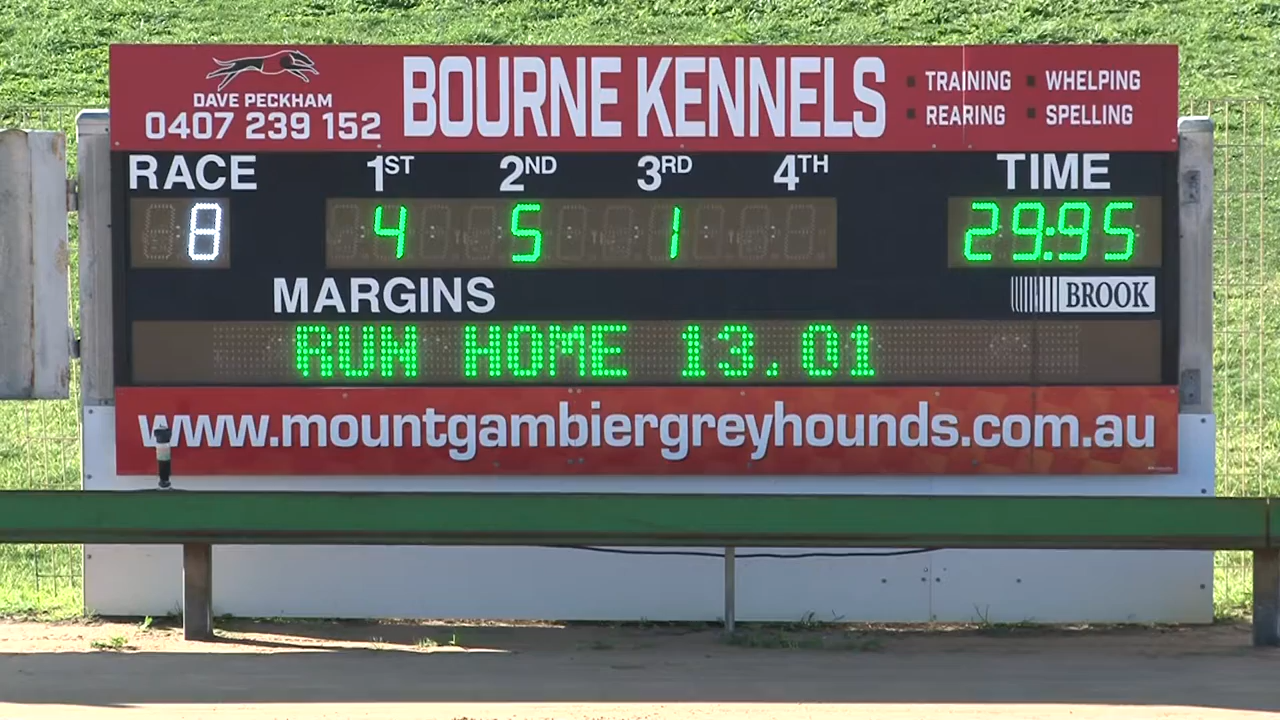 DAVE PECKHAM
0407 239 152
BOURNE KENNELS
TRAINING WHELPING
REARING SPELLING
RACE 1ST 2ND 3RD 4TH TIME
8 4 5 1 29:95
MARGINS
BROOK
RUN HOME 13.01
www.mountgambiergreyhounds.com.au